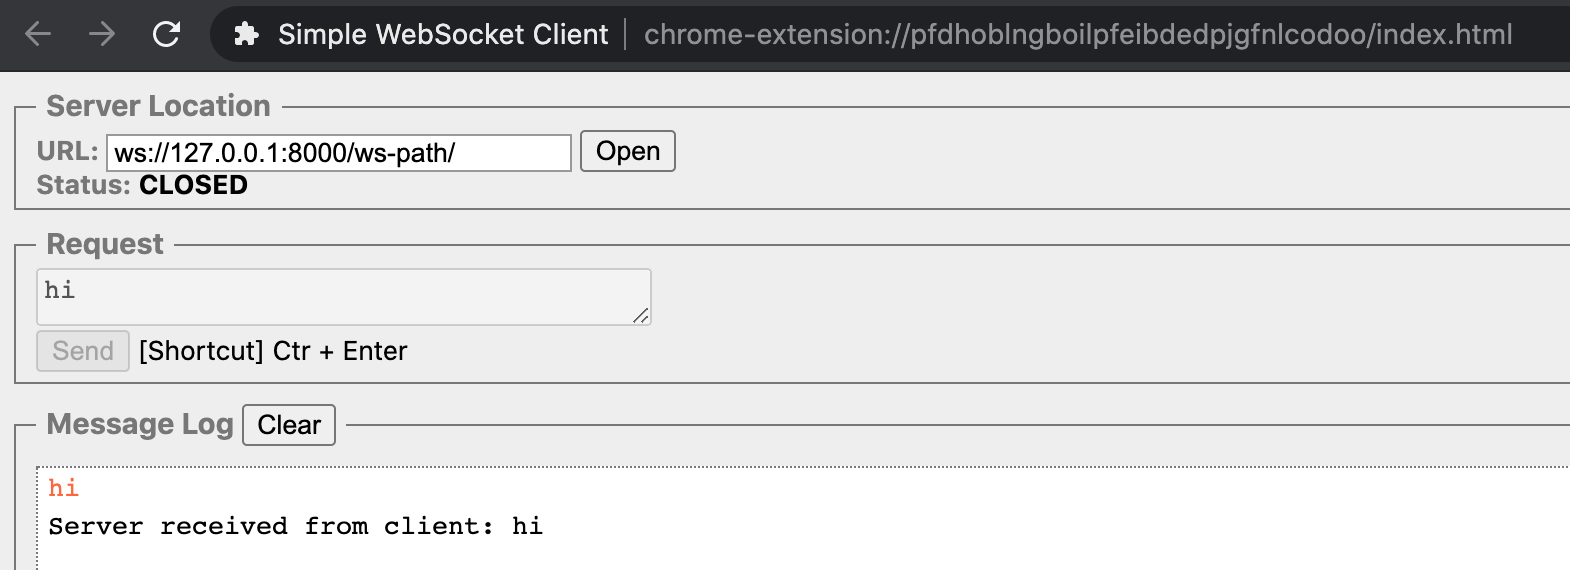 Simple WebSocket Client | chrome-extension://pfdhoblngboilpfeibdedpjgfnlcodoo/index.html
Server Location
URL: ws://127.0.0.1:8000/ws-path/ Open
Status: CLOSED
Request
hi
Send [Shortcut] Ctr + Enter
Message Log Clear
hi
Server received from client: hi